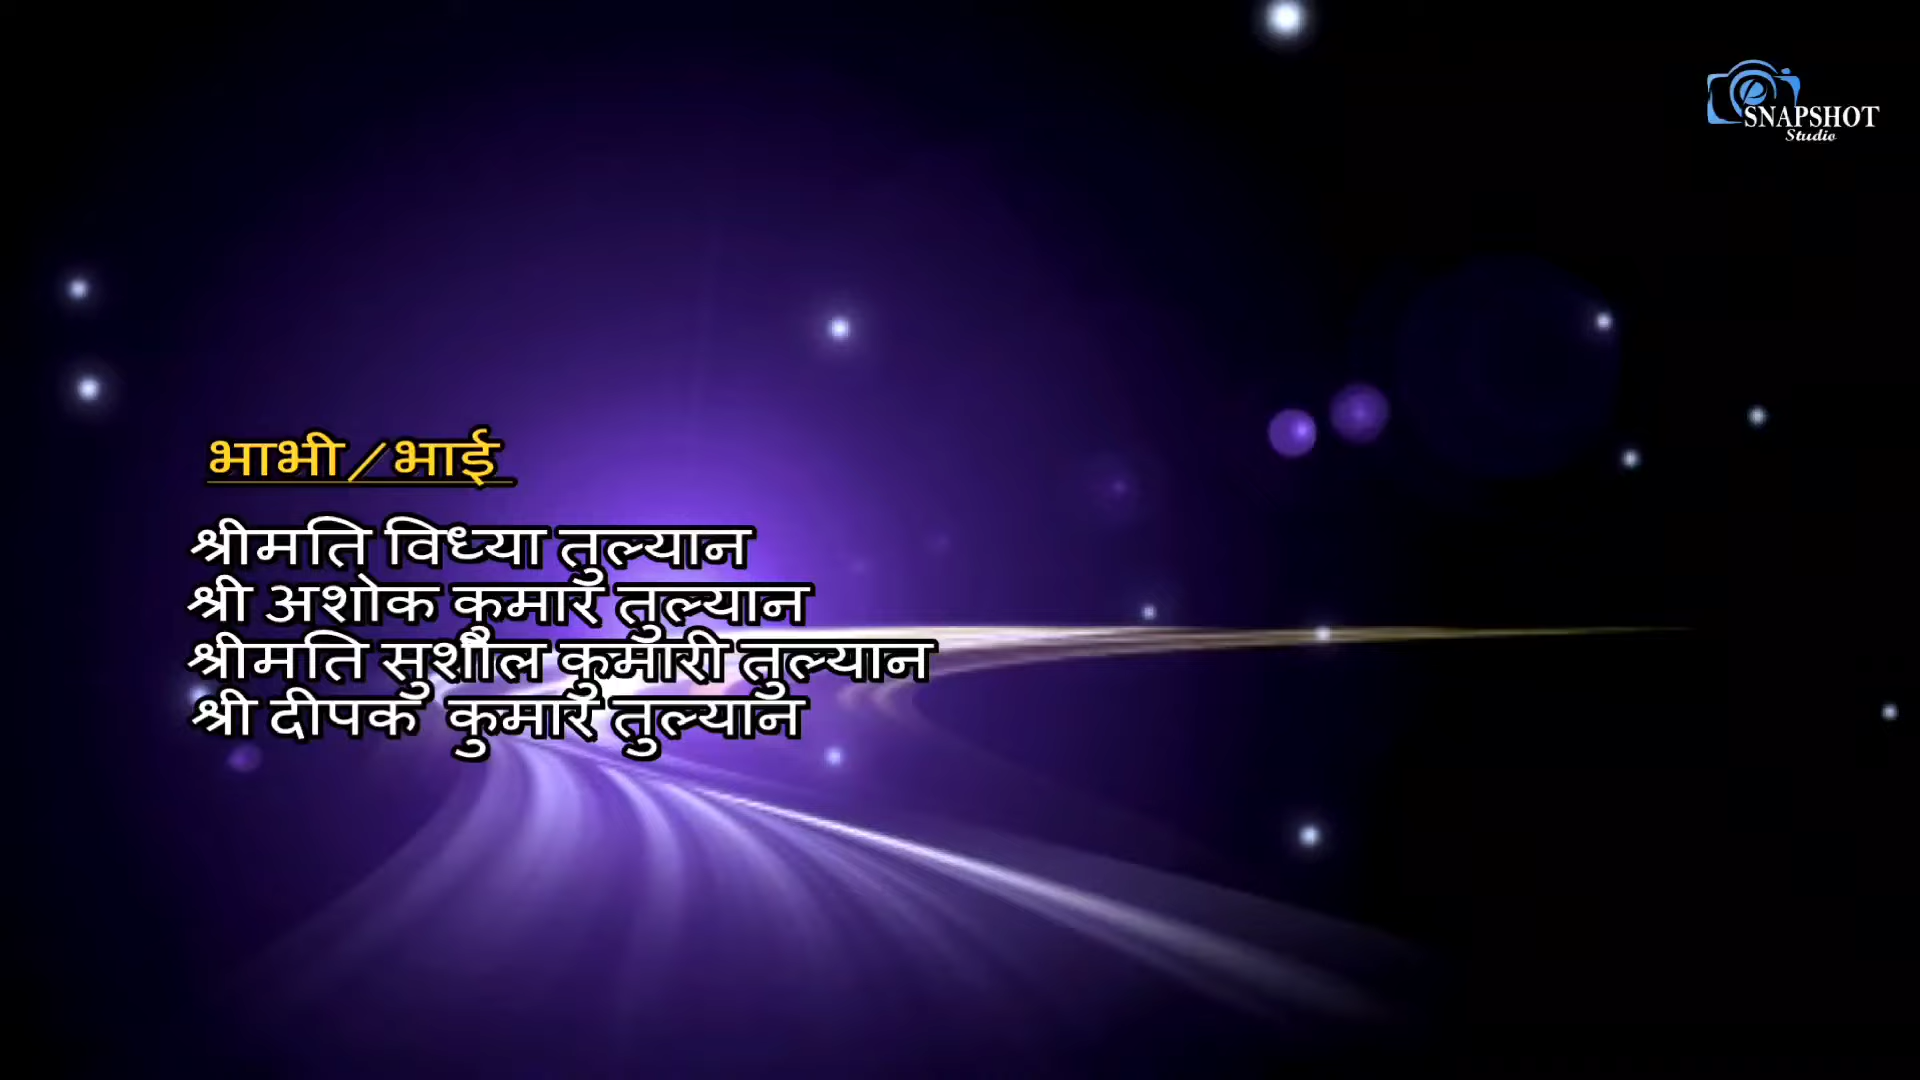 SNAPSHOT
Studio
भाभी/भाई
श्रीमति विध्या तुल्यान
श्री अशोक कुमार तुल्यान
श्रीमति सुशील कुमारी तुल्यान
श्री दीपक कुमार तुल्यान